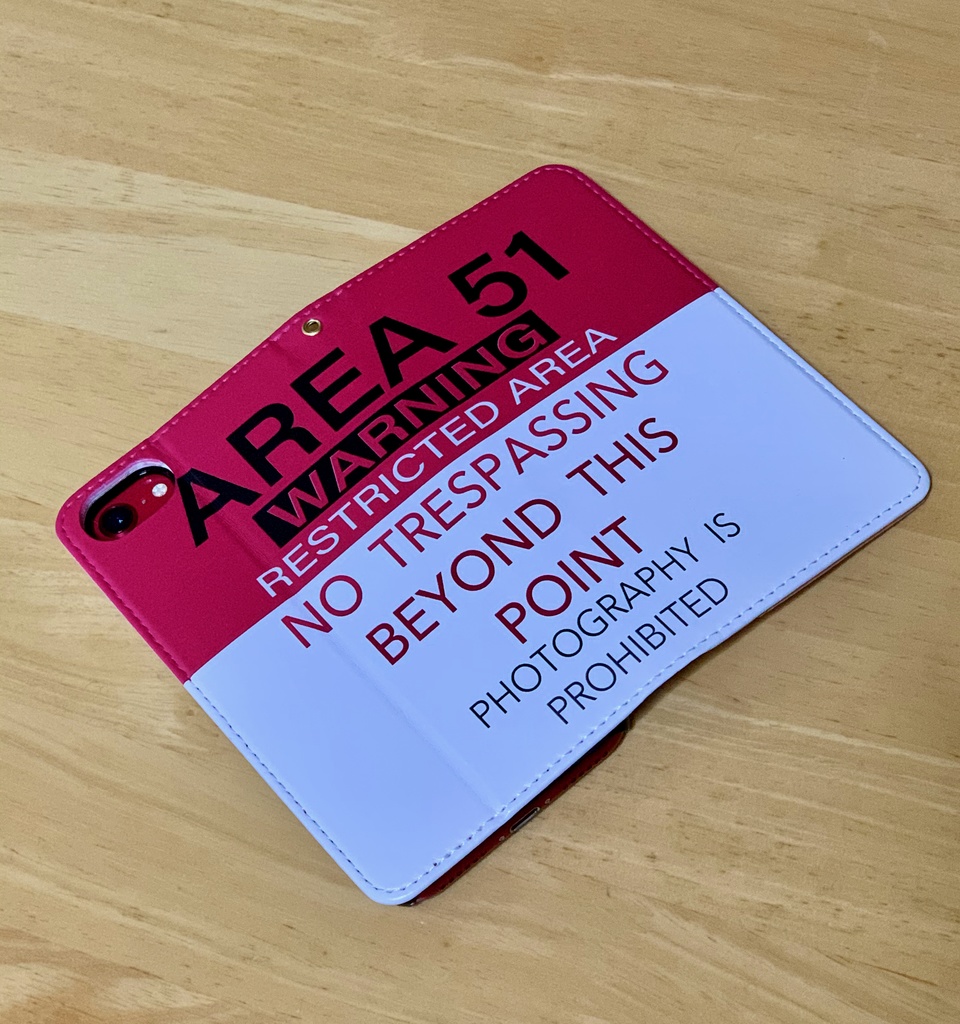 AREA 51
WARNING
RESTRICTED AREA
NO TRESPASSING
BEYOND THIS
POINT
PHOTOGRAPHY IS
PROHIBITED